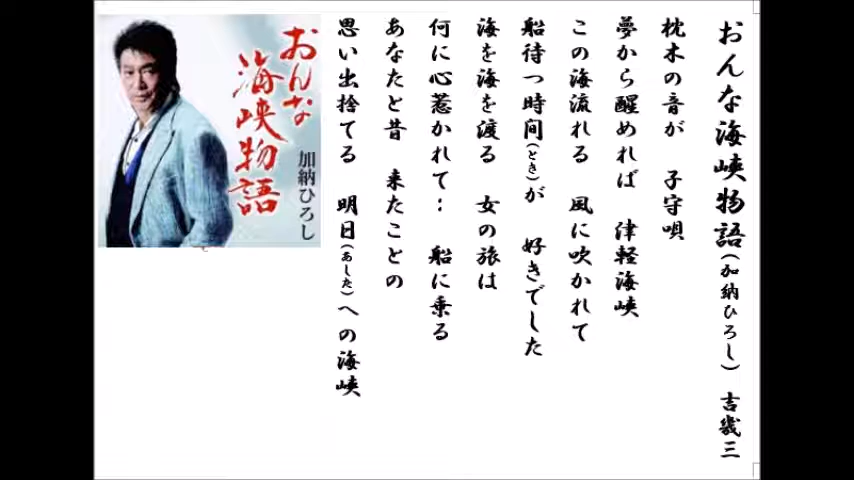 おんな海峡物語(加納ひろし) 吉幾三
枕木の音が 子守唄
夢から醒めれば 津軽海峡
この海流れる 風に吹かれて
船待つ時間(とき)が 好きでした
海を海を渡る 女の旅は
何に心惹かれて… 船に乗る
あなたと昔 来たことの
思い出捨てる 明日(あした)への海峡
おんな
海峡物語
加納ひろし